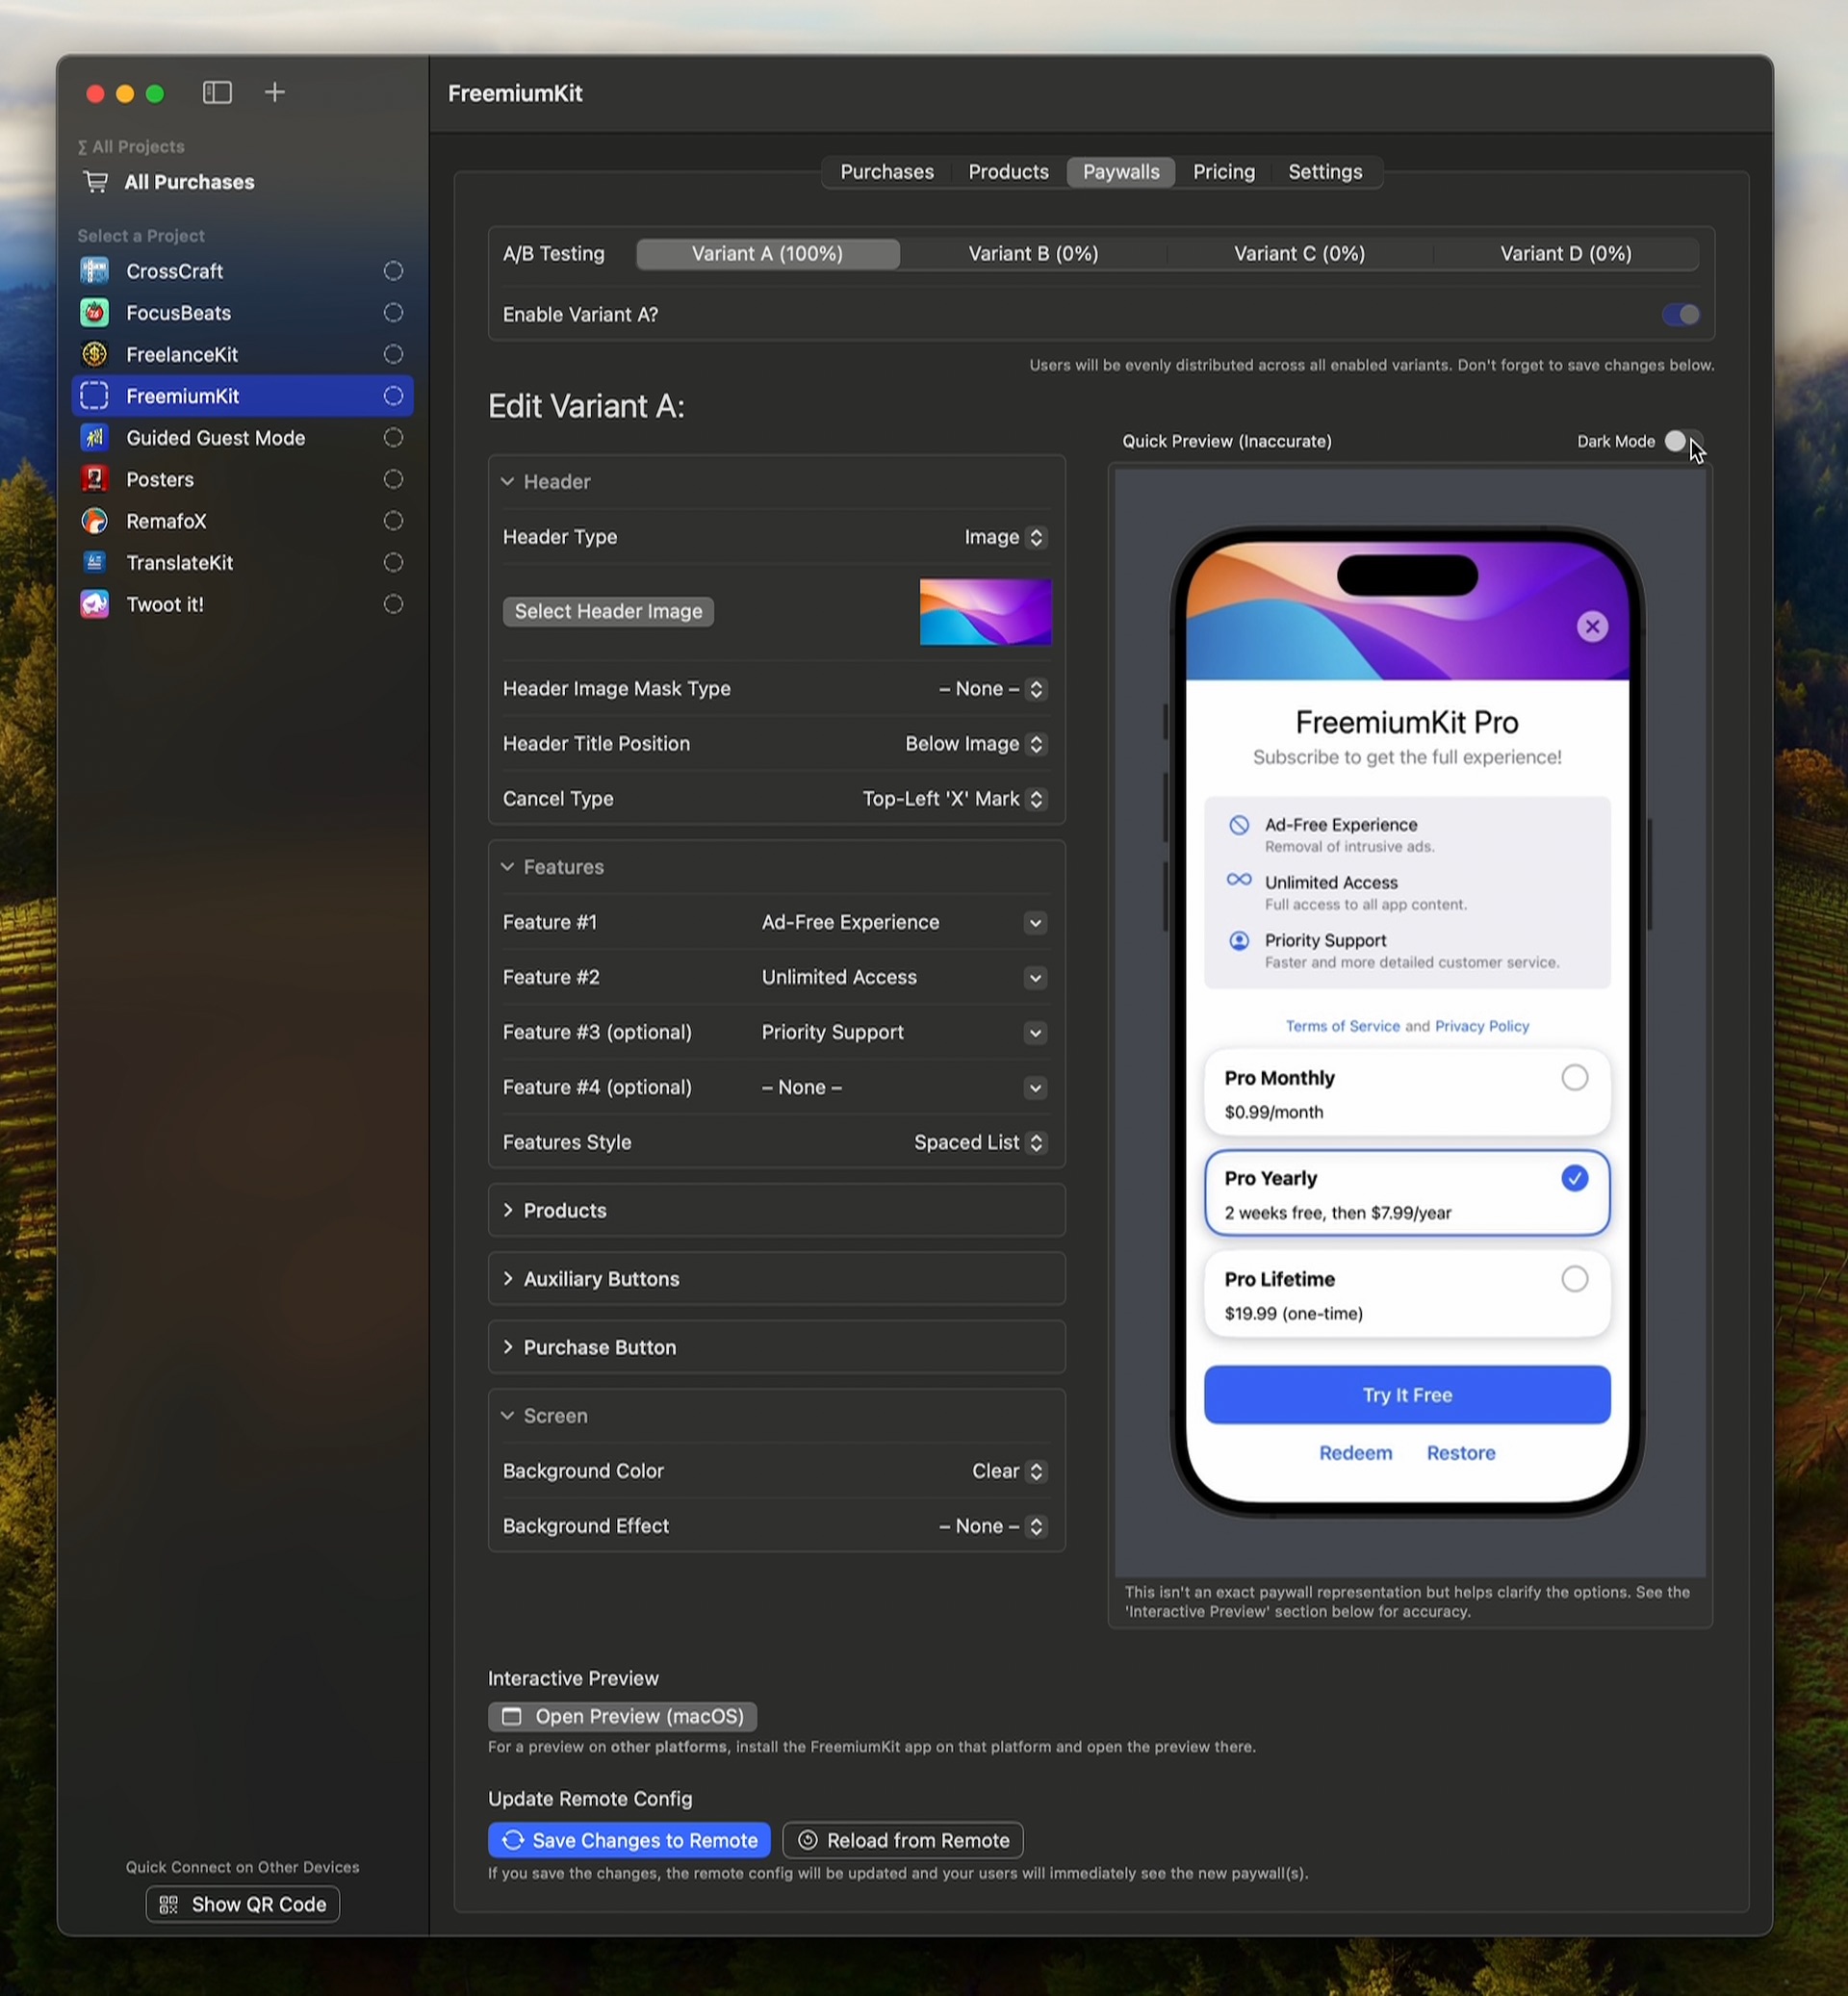 FreemiumKit
∑ All Projects
All Purchases
Select a Project
CrossCraft
FocusBeats
FreelanceKit
FreemiumKit
Guided Guest Mode
Posters
RemafoX
TranslateKit
Twoot it!
Quick Connect on Other Devices
Show QR Code
Purchases Products Paywalls Pricing Settings
A/B Testing Variant A (100%) Variant B (0%) Variant C (0%) Variant D (0%)
Enable Variant A?
Users will be evenly distributed across all enabled variants. Don't forget to save changes below.
Edit Variant A:
Header
Header Type Image
Select Header Image
Header Image Mask Type – None –
Header Title Position Below Image
Cancel Type Top-Left 'X' Mark
Features
Feature #1 Ad-Free Experience
Feature #2 Unlimited Access
Feature #3 (optional) Priority Support
Feature #4 (optional) – None –
Features Style Spaced List
Products
Auxiliary Buttons
Purchase Button
Screen
Background Color Clear
Background Effect – None –
Quick Preview (Inaccurate) Dark Mode
FreemiumKit Pro
Subscribe to get the full experience!
Ad-Free Experience
Removal of intrusive ads.
Unlimited Access
Full access to all app content.
Priority Support
Faster and more detailed customer service.
Terms of Service and Privacy Policy
Pro Monthly
$0.99/month
Pro Yearly
2 weeks free, then $7.99/year
Pro Lifetime
$19.99 (one-time)
Try It Free
Redeem Restore
This isn't an exact paywall representation but helps clarify the options. See the
'Interactive Preview' section below for accuracy.
Interactive Preview
Open Preview (macOS)
For a preview on other platforms, install the FreemiumKit app on that platform and open the preview there.
Update Remote Config
Save Changes to Remote Reload from Remote
If you save the changes, the remote config will be updated and your users will immediately see the new paywall(s).